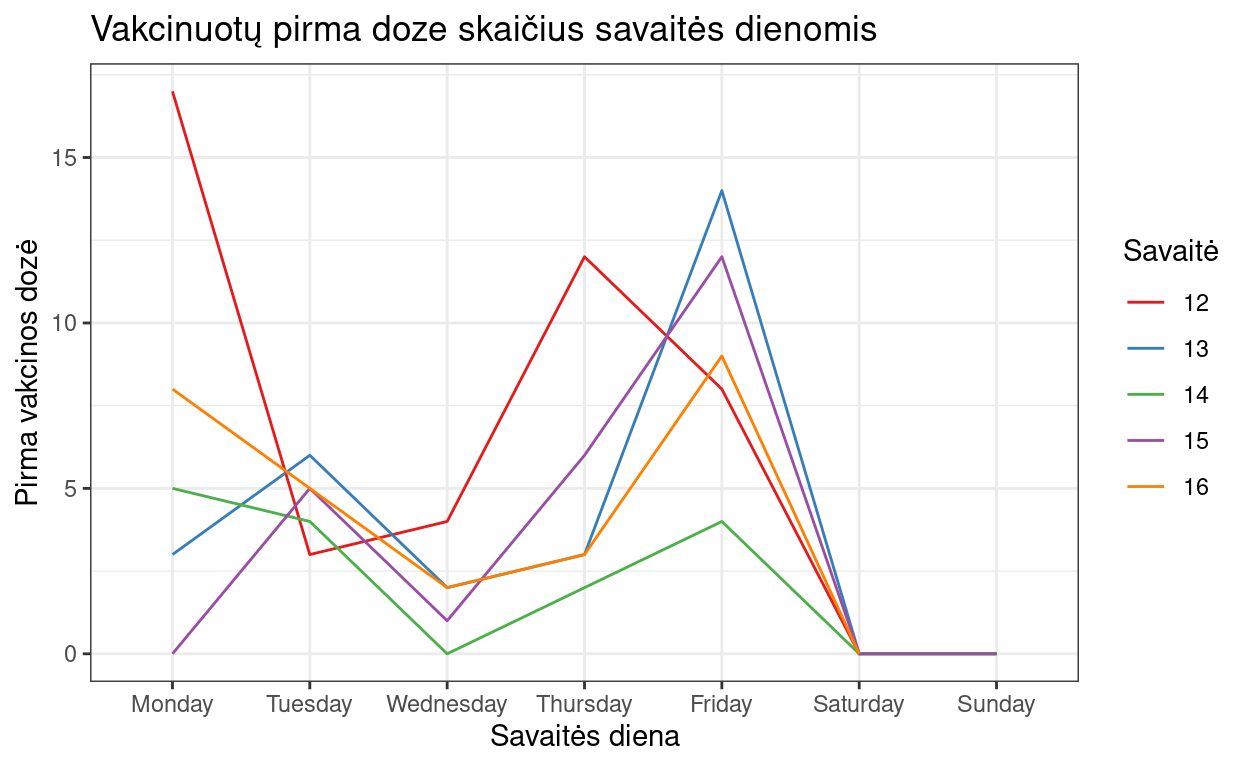 Vakcinuotų pirma doze skaičius savaitės dienomis
Pirma vakcinos dozė
15
10
5
0
Monday Tuesday Wednesday Thursday Friday Saturday Sunday
Savaitės diena
Savaitė
12
13
14
15
16